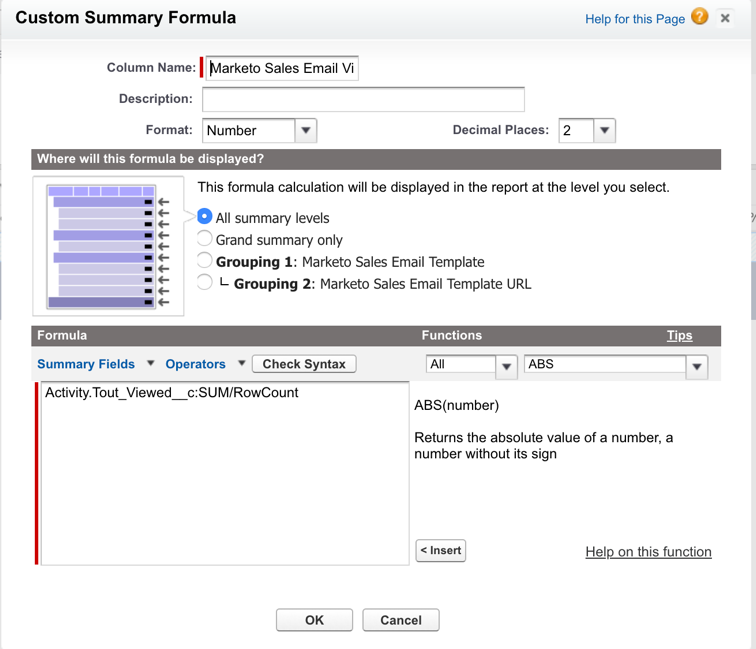 Custom Summary Formula
Help for this Page ?
Column Name: Marketo Sales Email Vi
Description:
Format: Number Decimal Places: 2
Where will this formula be displayed?
This formula calculation will be displayed in the report at the level you select.
All summary levels
Grand summary only
Grouping 1: Marketo Sales Email Template
Grouping 2: Marketo Sales Email Template URL
Formula Functions Tips
Summary Fields Operators Check Syntax All ABS
Activity.Tout_Viewed__c:SUM/RowCount
ABS(number)
Returns the absolute value of a number, a
number without its sign
< Insert Help on this function
OK Cancel